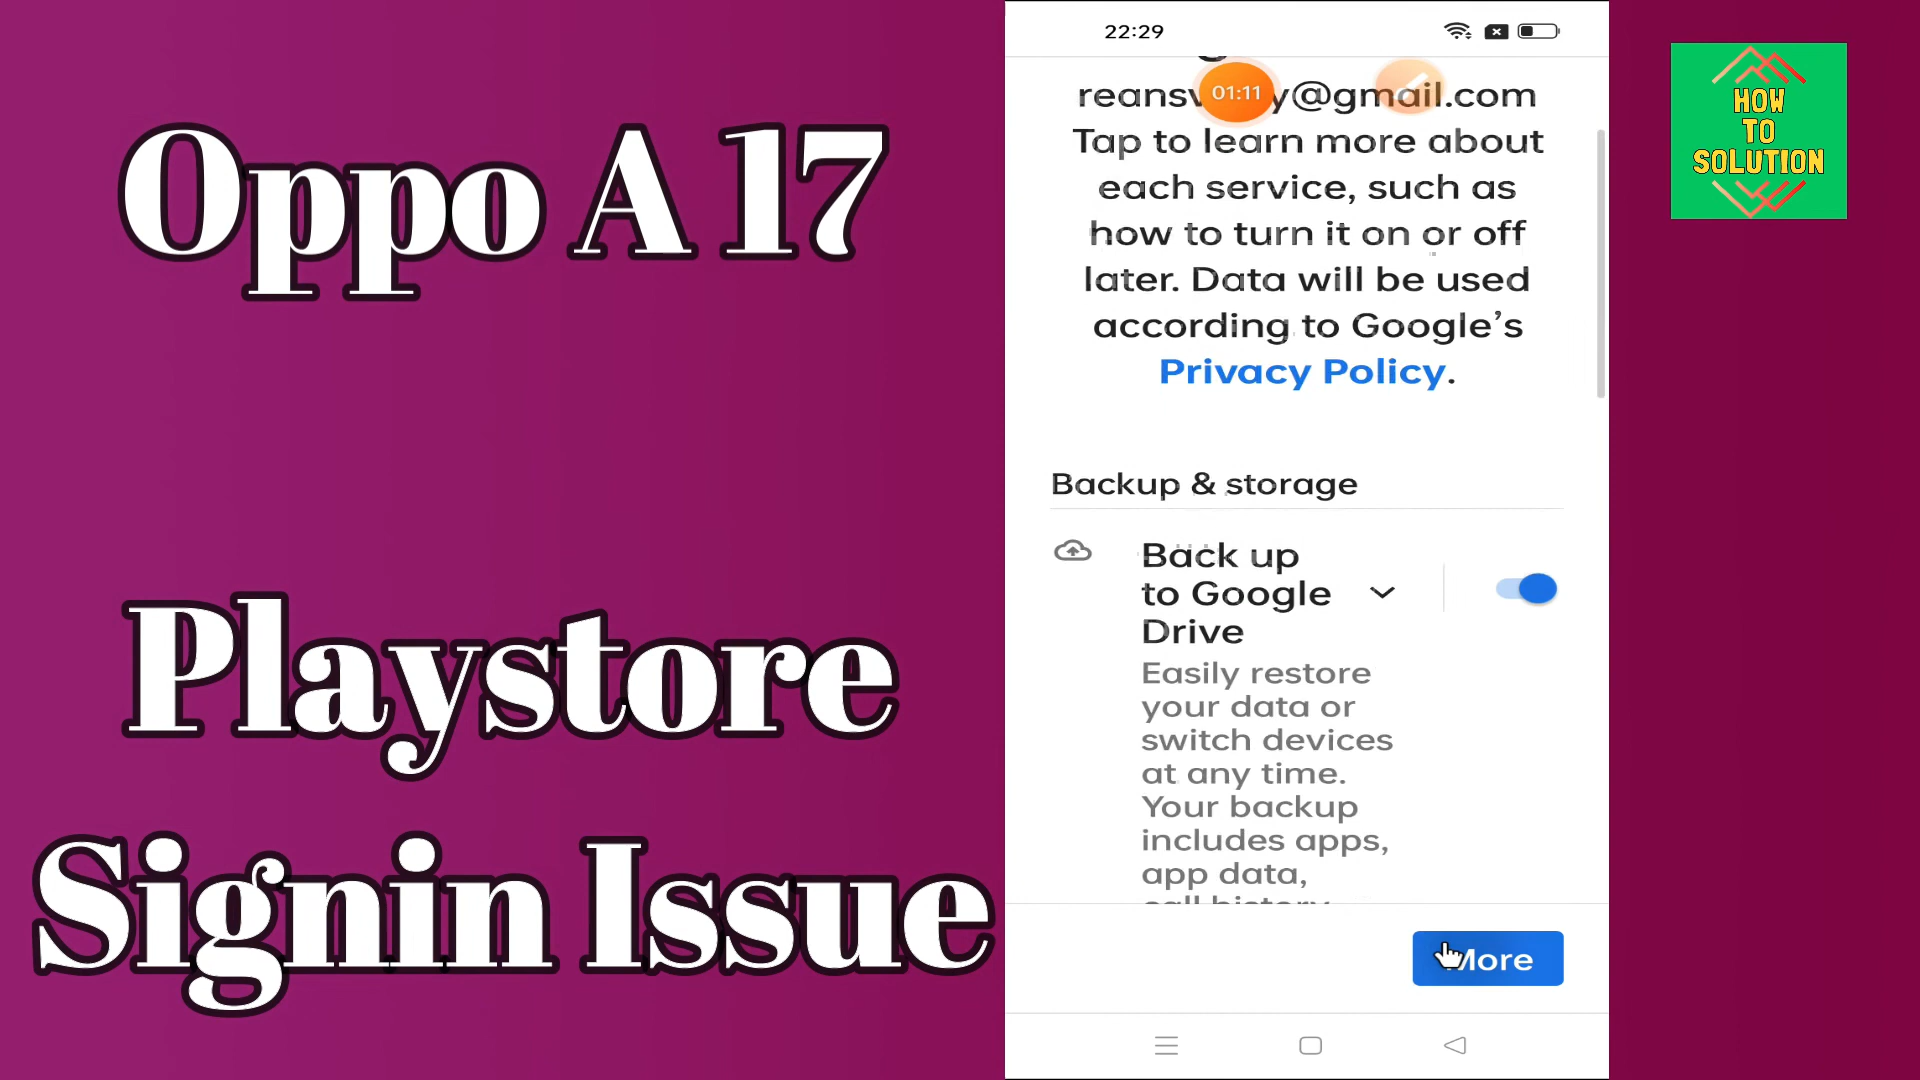 Oppo A 17
Playstore
Signin Issue
22:29
01:11
@gmail.com
Tap to learn more about
each service, such as
how to turn it on or off
later. Data will be used
according to Google's
Privacy Policy.
Backup & storage
Back up
to Google
Drive
Easily restore
your data or
switch devices
at any time.
Your backup
includes apps,
app data,
call history,
More
HOW
TO
SOLUTION